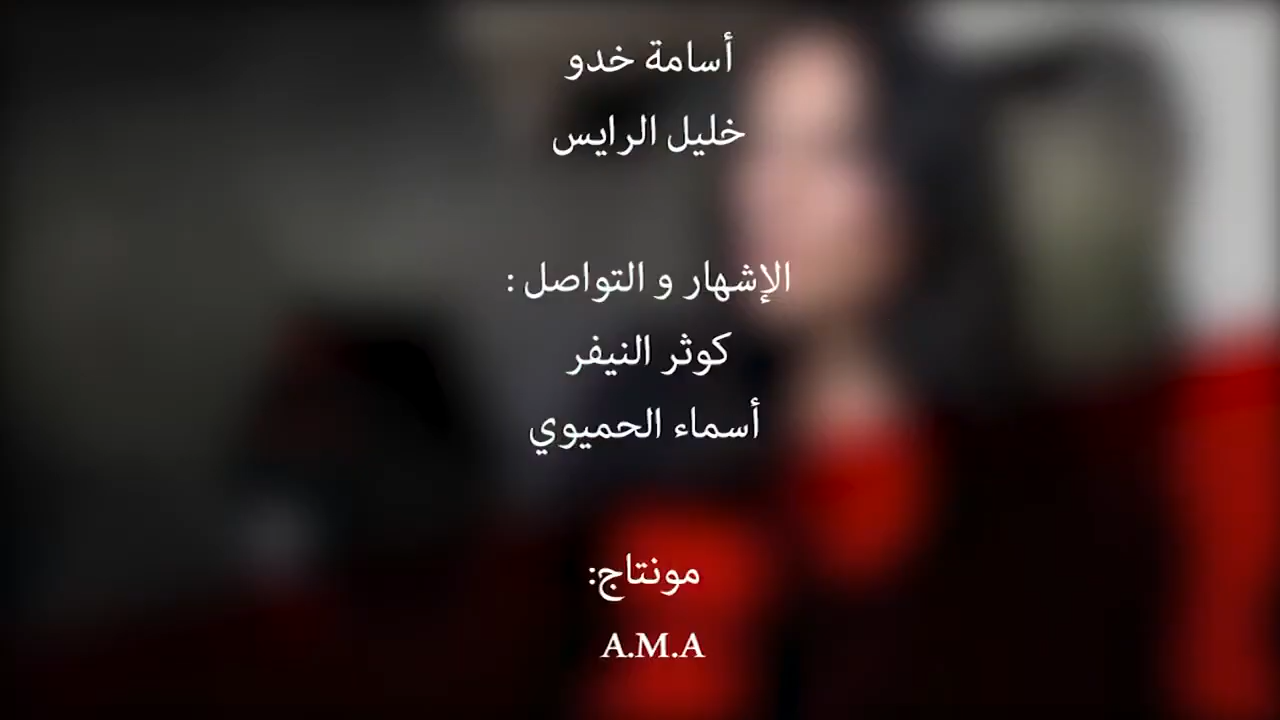 أسامة خدو
خليل الرايس
الإشهار و التواصل :
كوثر النيفر
أسماء الحميوي
مونتاج:
A.M.A